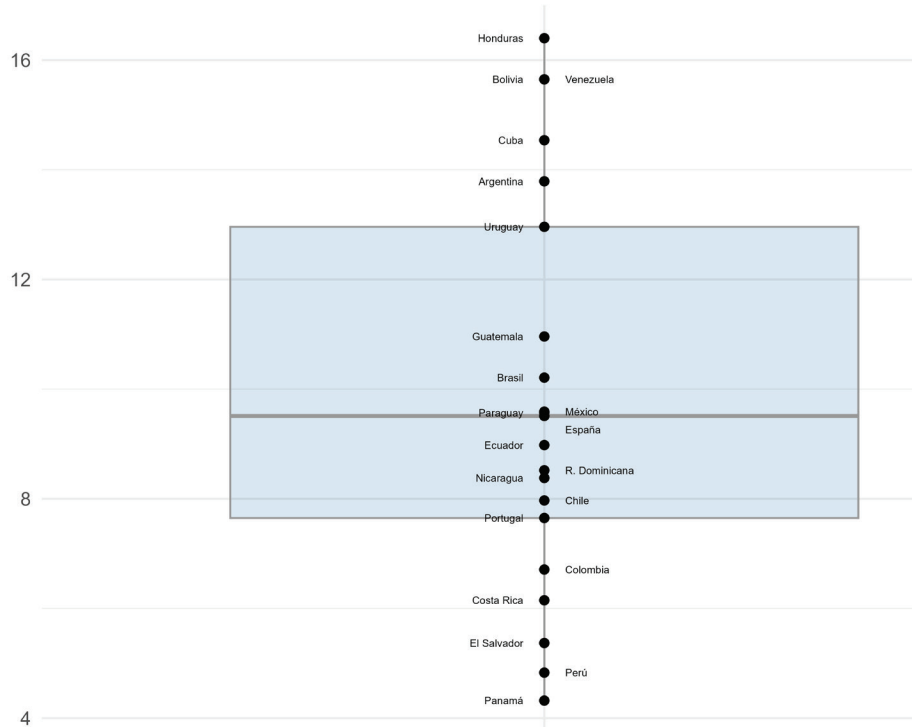 Honduras
16
Bolivia Venezuela
Cuba
Argentina
Uruguay
12
Guatemala
Brasil
Paraguay México
España
Ecuador
R. Dominicana
Nicaragua
8
Chile
Portugal
Colombia
Costa Rica
El Salvador
Perú
Panamá
4